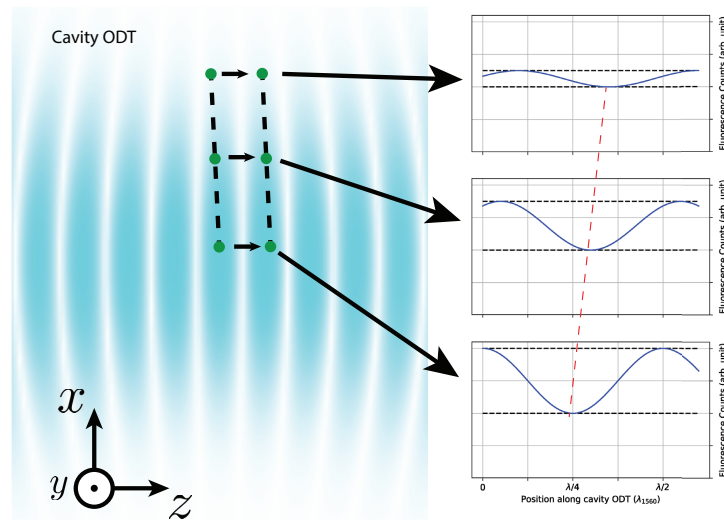 Cavity ODT
x
y
z
Fluorescence Counts (arb. unit)
Fluorescence Counts (arb. unit)
Fluorescence Counts (arb. unit)
0
λ/4
λ/2
Position along cavity ODT (λ₁₅₆₀)